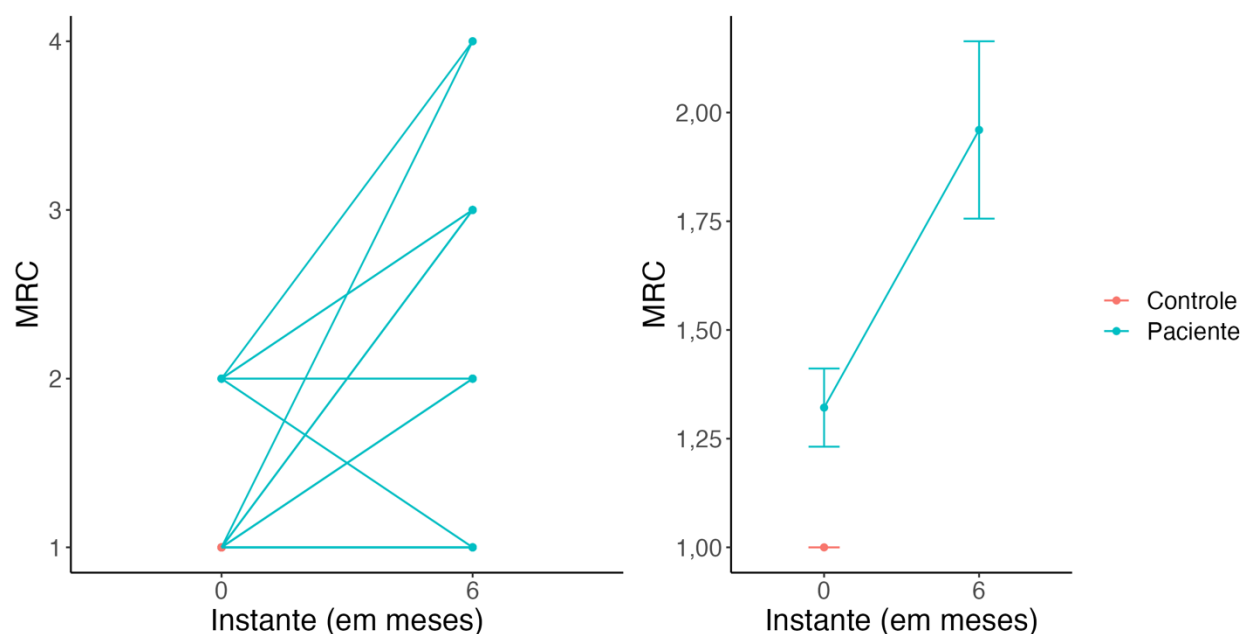 MRC
4
3
2
1
0
6
Instante (em meses)
MRC
2,00
1,75
1,50
1,25
1,00
0
6
Instante (em meses)
Controle
Paciente